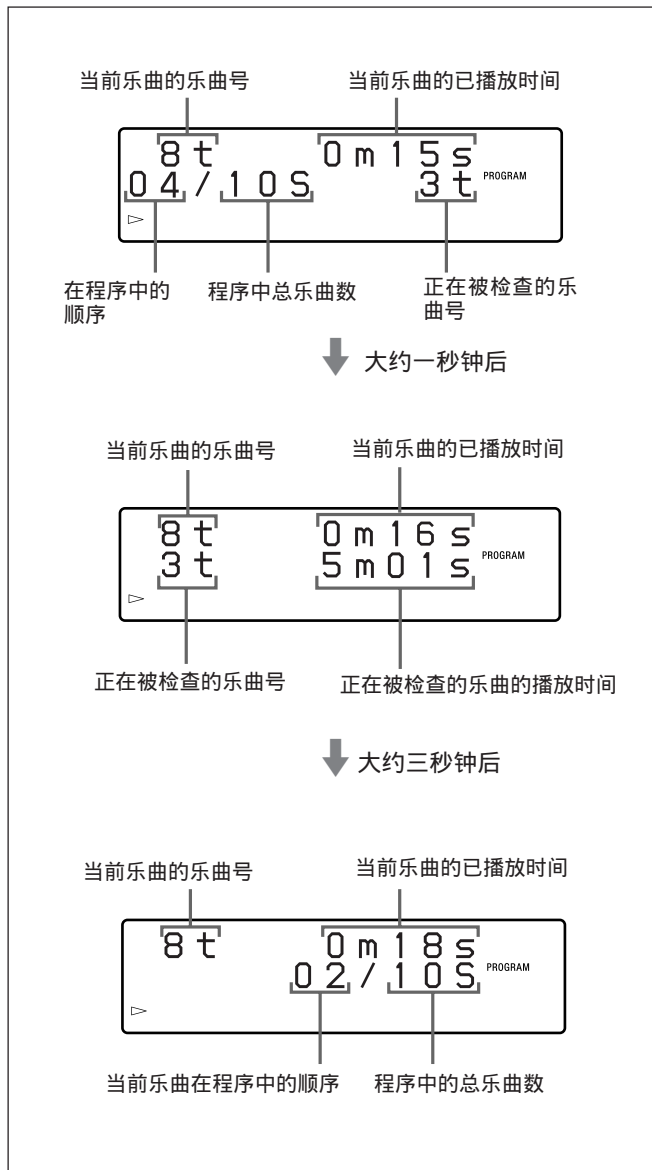 当前乐曲的乐曲号 当前乐曲的已播放时间
8t 0m15s
04/10S 3t PROGRAM
在程序中的顺序 程序中总乐曲数 正在被检查的乐曲号
大约一秒钟后
当前乐曲的乐曲号 当前乐曲的已播放时间
8t 0m16s
3t 5m01s PROGRAM
正在被检查的乐曲号 正在被检查的乐曲的播放时间
大约三秒钟后
当前乐曲的乐曲号 当前乐曲的已播放时间
8t 0m18s
02/10S PROGRAM
当前乐曲在程序中的顺序 程序中的总乐曲数